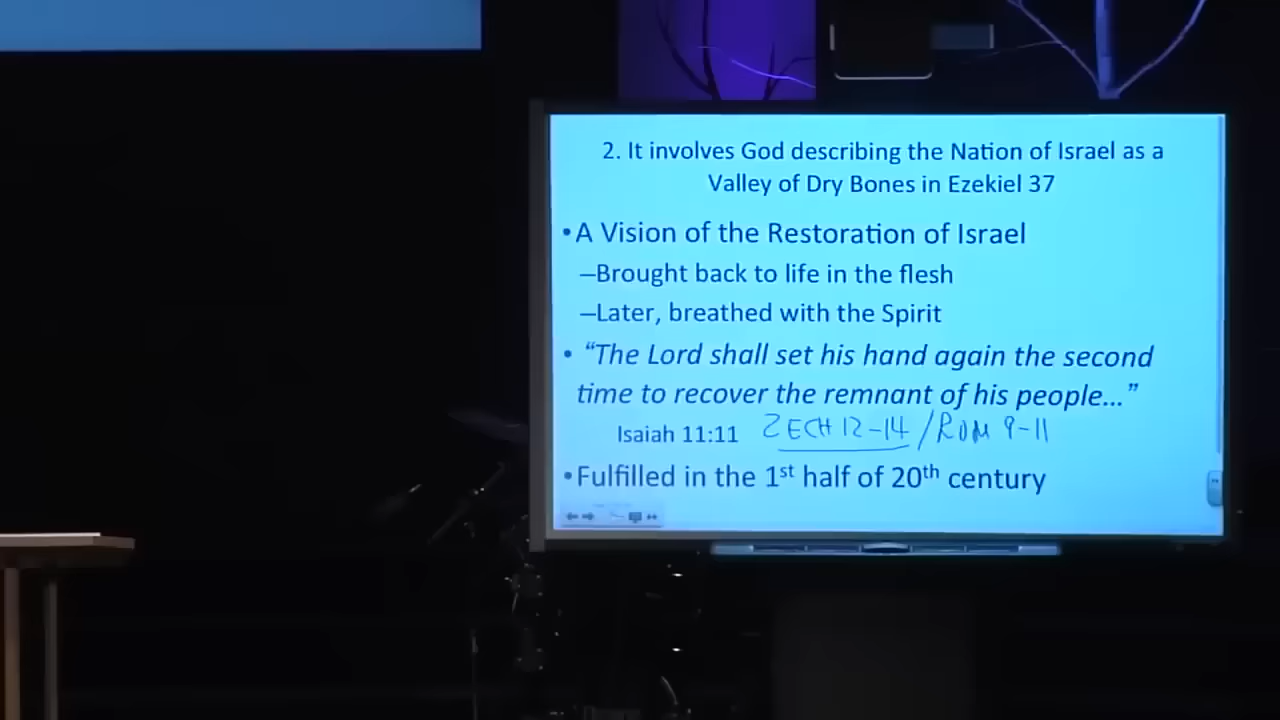 2. It involves God describing the Nation of Israel as a
Valley of Dry Bones in Ezekiel 37
•A Vision of the Restoration of Israel
–Brought back to life in the flesh
–Later, breathed with the Spirit
• “The Lord shall set his hand again the second
time to recover the remnant of his people...”
Isaiah 11:11 ZECH 12-14 / ROM 9-11
•Fulfilled in the 1st half of 20th century